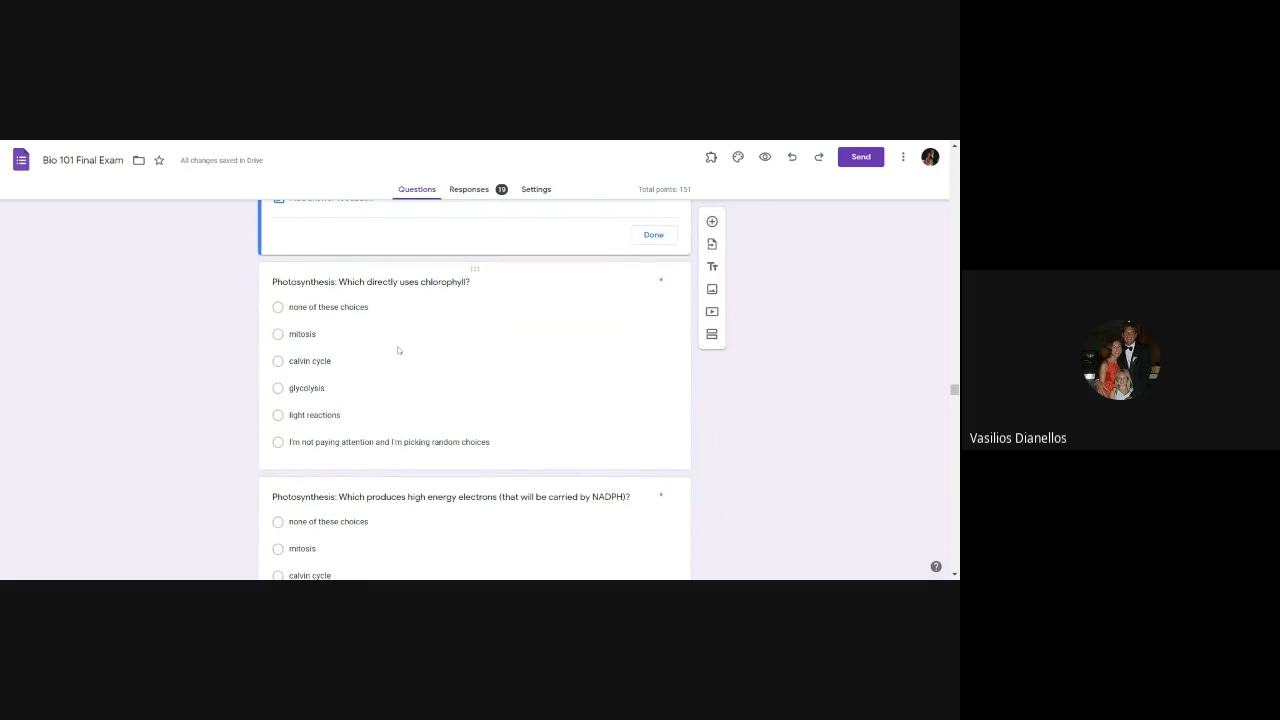 Bio 101 Final Exam
All changes saved in Drive
Send
Questions
Responses 19
Settings
Total points: 151
Done
Photosynthesis: Which directly uses chlorophyll? *
none of these choices
mitosis
calvin cycle
glycolysis
light reactions
I'm not paying attention and I'm picking random choices
Photosynthesis: Which produces high energy electrons (that will be carried by NADPH)? *
none of these choices
mitosis
calvin cycle
Tt
Vasilios Dianellos